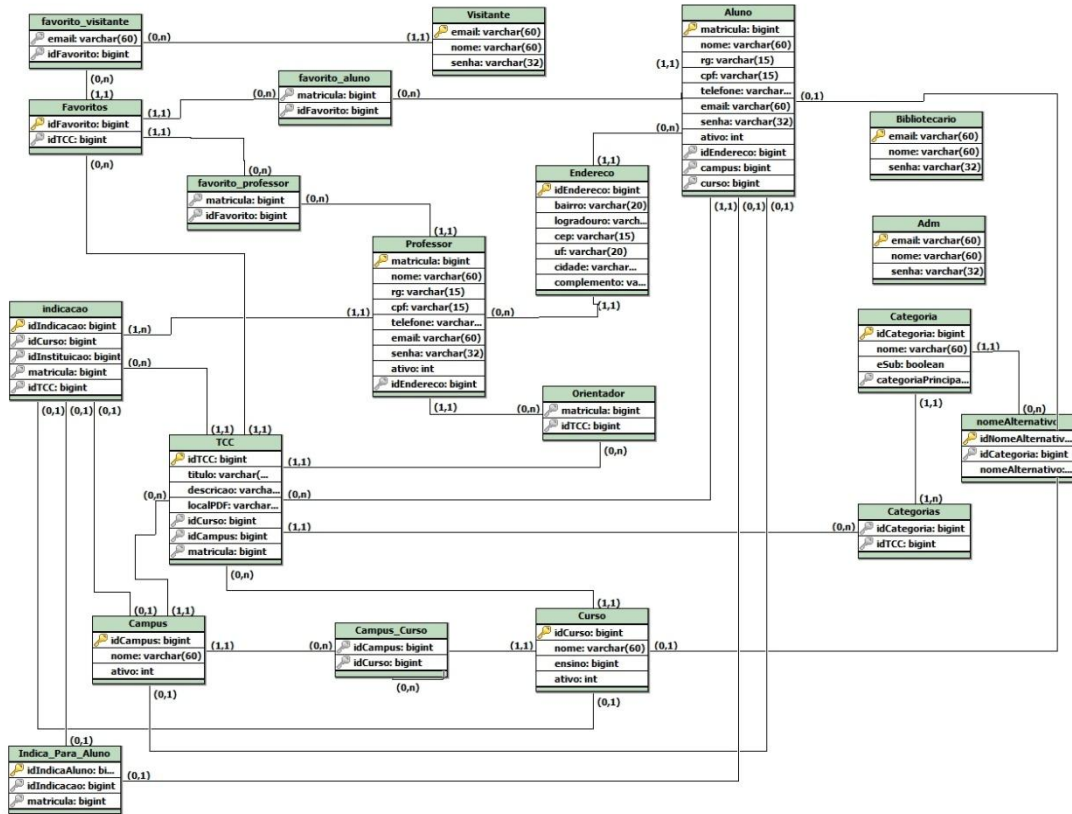 favorito_visitante
email: varchar(60)
idFavorito: bigint
(0,n)
(1,1)
(0,n)
Visitante
email: varchar(60)
nome: varchar(60)
senha: varchar(32)
Aluno
matricula: bigint
nome: varchar(60)
rg: varchar(15)
cpf: varchar(15)
telefone: varchar...
email: varchar(60)
senha: varchar(32)
ativo: int
idEndereco: bigint
campus: bigint
curso: bigint
(1,1)
(0,1)
(0,n)
(1,1)
(0,1)
(0,1)
(1,1)
Favoritos
idFavorito: bigint
idTCC: bigint
(1,1)
(1,1)
(0,n)
favorito_aluno
matricula: bigint
idFavorito: bigint
(0,n)
(0,n)
Bibliotecario
email: varchar(60)
nome: varchar(60)
senha: varchar(32)
(0,n)
favorito_professor
matricula: bigint
idFavorito: bigint
(0,n)
(1,1)
(1,1)
Endereco
idEndereco: bigint
bairro: varchar(20)
logradouro: varch...
cep: varchar(15)
uf: varchar(20)
cidade: varchar...
complemento: va...
(1,1)
Adm
email: varchar(60)
nome: varchar(60)
senha: varchar(32)
Professor
matricula: bigint
nome: varchar(60)
rg: varchar(15)
cpf: varchar(15)
telefone: varchar...
email: varchar(60)
senha: varchar(32)
ativo: int
idEndereco: bigint
(1,1)
(0,n)
(1,1)
indicacao
idIndicacao: bigint
idCurso: bigint
idInstituicao: bigint
matricula: bigint
idTCC: bigint
(1,n)
(0,n)
(0,1)
(0,1)
(0,1)
Categoria
idCategoria: bigint
nome: varchar(60)
eSub: boolean
categoriaPrincipa...
(1,1)
(1,1)
(0,n)
Orientador
matricula: bigint
idTCC: bigint
(0,n)
(0,n)
nomeAlternativo
idNomeAlternativ...
idCategoria: bigint
nomeAlternativo:...
(1,1)
(1,1)
TCC
idTCC: bigint
titulo: varchar(...
descricao: varcha...
localPDF: varchar...
idCurso: bigint
idCampus: bigint
matricula: bigint
(1,1)
(0,n)
(0,n)
(1,1)
(0,n)
(1,n)
Categorias
idCategoria: bigint
idTCC: bigint
(0,n)
(0,1)
(1,1)
Campus
idCampus: bigint
nome: varchar(60)
ativo: int
(1,1)
(0,1)
(0,n)
Campus_Curso
idCampus: bigint
idCurso: bigint
(0,n)
(1,1)
(1,1)
Curso
idCurso: bigint
nome: varchar(60)
ensino: bigint
ativo: int
(0,1)
(0,1)
(0,1)
Indica_Para_Aluno
idIndicaAluno: bi...
idIndicacao: bigint
matricula: bigint
(0,1)